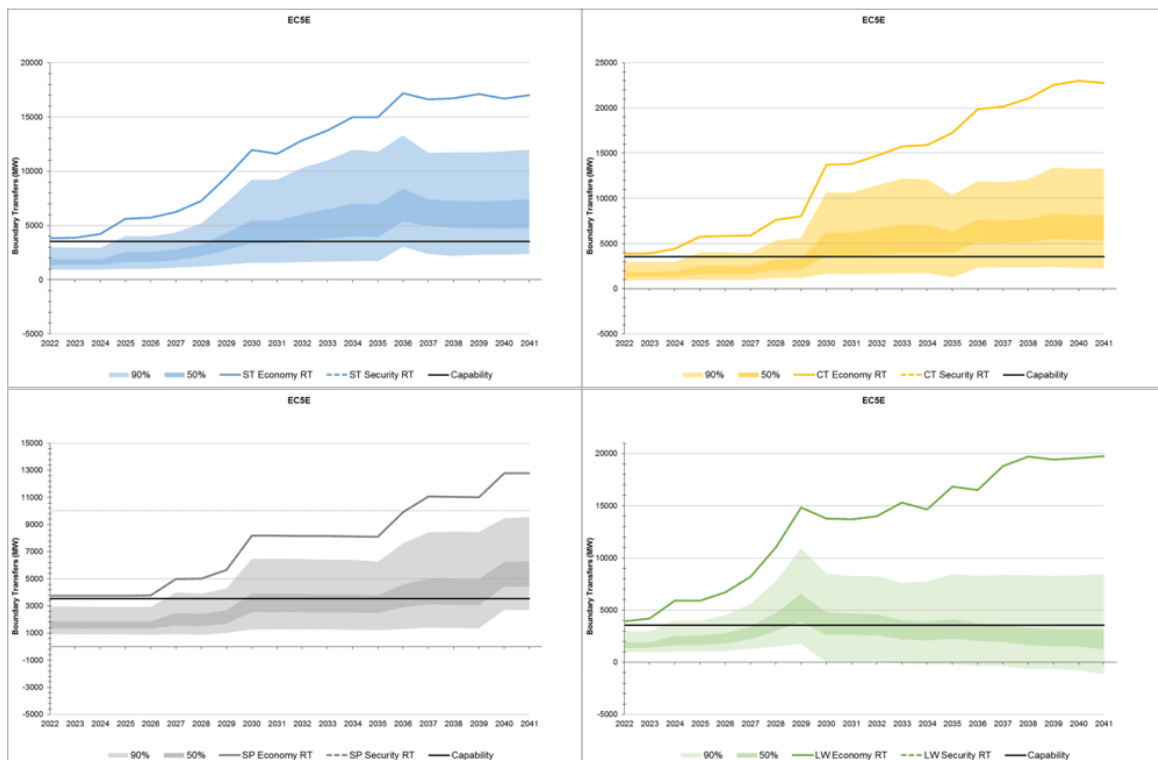 EC5E
20000
15000
10000
5000
0
-5000
Boundary Transfers (MW)
2022 2023 2024 2025 2026 2027 2028 2029 2030 2031 2032 2033 2034 2035 2036 2037 2038 2039 2040 2041
90% 50% ST Economy RT ST Security RT Capability
EC5E
25000
20000
15000
10000
5000
0
-5000
Boundary Transfers (MW)
2022 2023 2024 2025 2026 2027 2028 2029 2030 2031 2032 2033 2034 2035 2036 2037 2038 2039 2040 2041
90% 50% CT Economy RT CT Security RT Capability
EC5E
15000
13000
11000
9000
7000
5000
3000
1000
-1000
-3000
-5000
Boundary Transfers (MW)
2022 2023 2024 2025 2026 2027 2028 2029 2030 2031 2032 2033 2034 2035 2036 2037 2038 2039 2040 2041
90% 50% SP Economy RT SP Security RT Capability
EC5E
20000
15000
10000
5000
0
-5000
Boundary Transfers (MW)
2022 2023 2024 2025 2026 2027 2028 2029 2030 2031 2032 2033 2034 2035 2036 2037 2038 2039 2040 2041
90% 50% LW Economy RT LW Security RT Capability